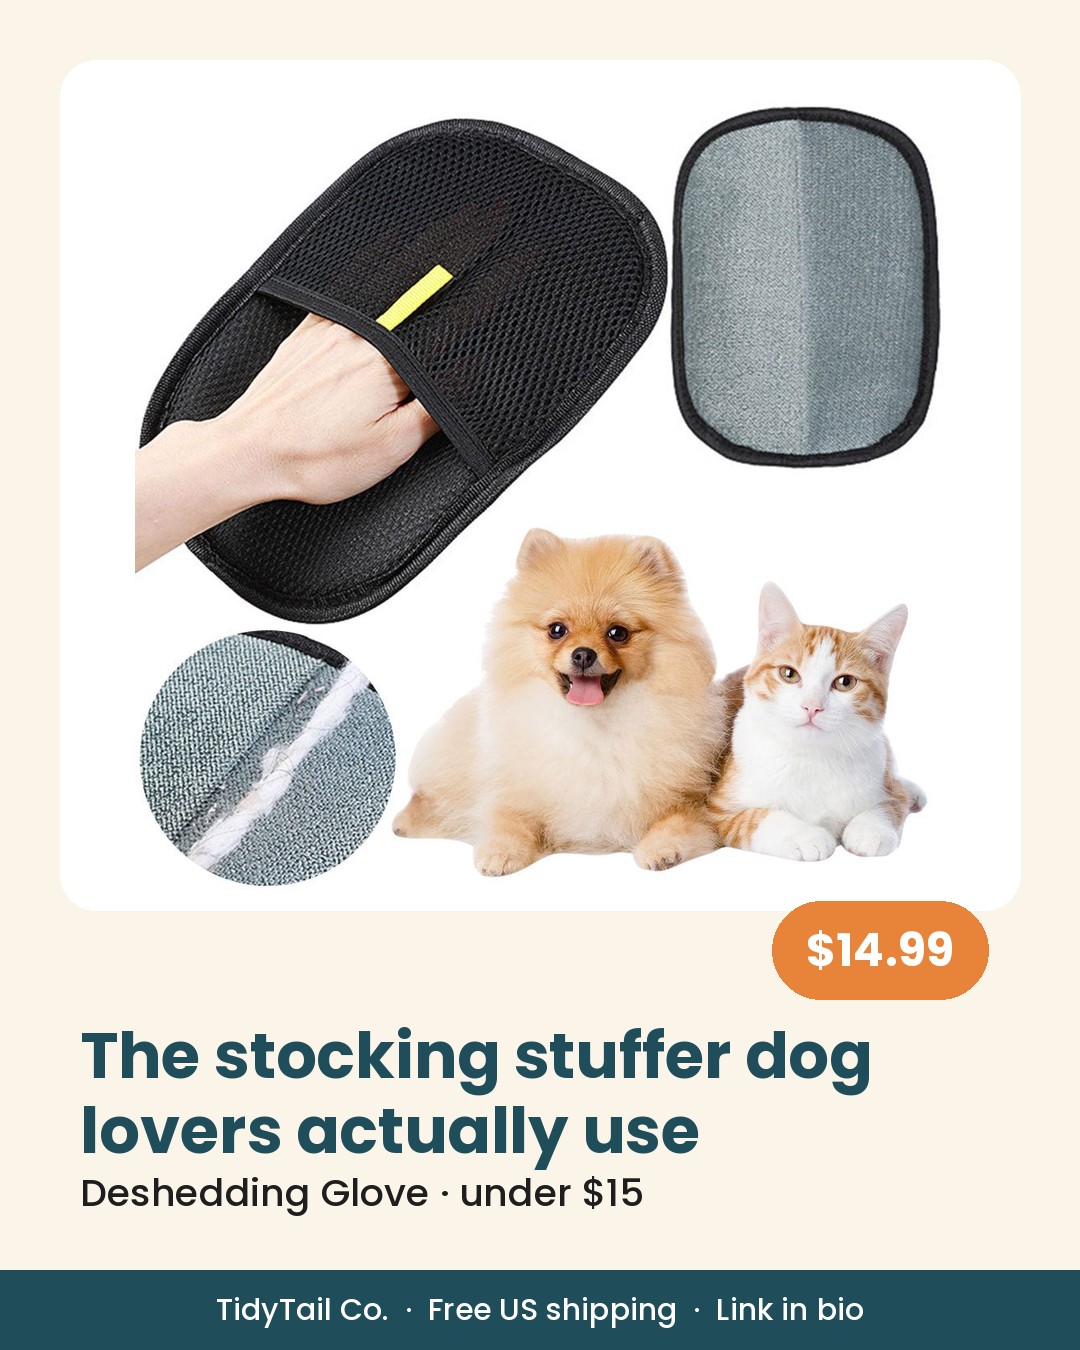 $14.99
The stocking stuffer dog
lovers actually use
Deshedding Glove · under $15
TidyTail Co. · Free US shipping · Link in bio